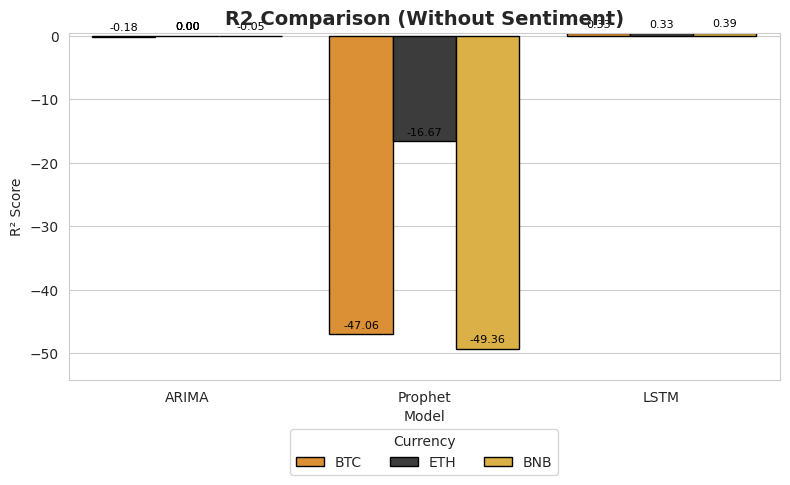 R2 Comparison (Without Sentiment)
-0.18 0.00 -0.05 0.33 0.33 0.39
0
−10
-16.67
−20
−30
−40
-47.06
-49.36
−50
R² Score
ARIMA Prophet LSTM
Model
Currency
BTC ETH BNB